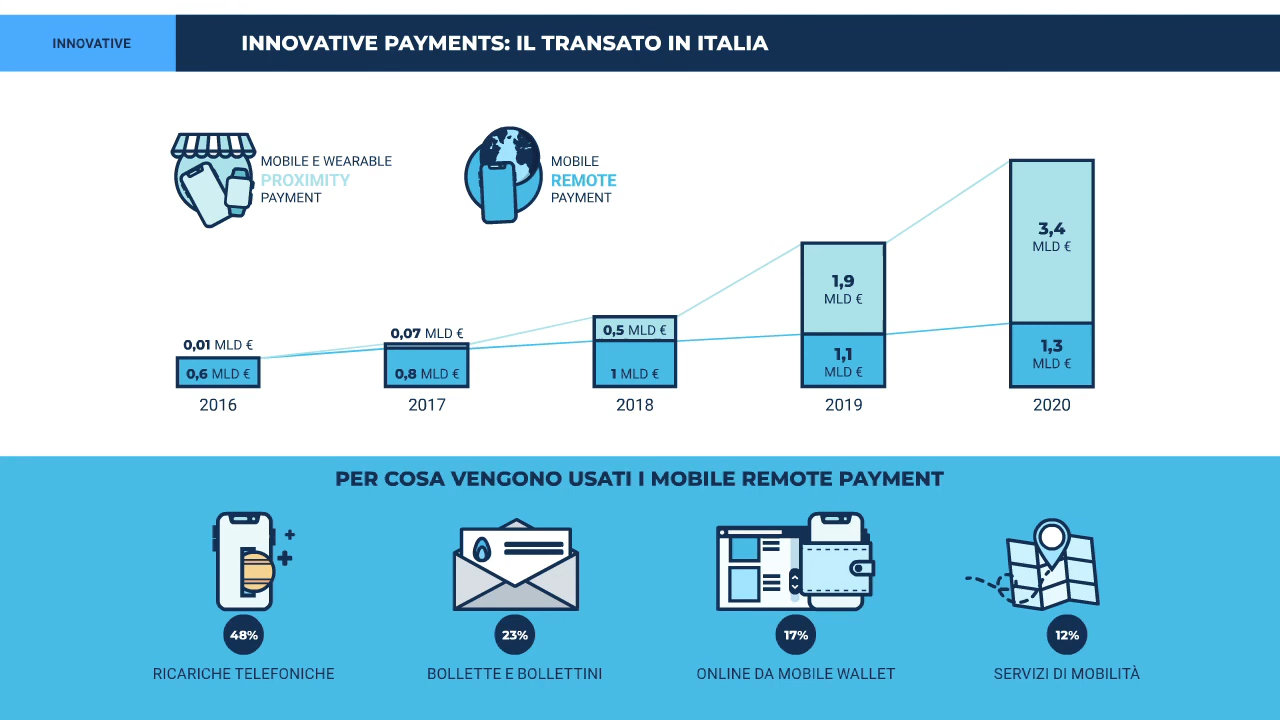 INNOVATIVE
INNOVATIVE PAYMENTS: IL TRANSATO IN ITALIA
MOBILE E WEARABLE
PROXIMITY
PAYMENT
MOBILE
REMOTE
PAYMENT
0,01 MLD €
0,6 MLD €
2016
0,07 MLD €
0,8 MLD €
2017
0,5 MLD €
1 MLD €
2018
1,9
MLD €
1,1
MLD €
2019
3,4
MLD €
1,3
MLD €
2020
PER COSA VENGONO USATI I MOBILE REMOTE PAYMENT
48%
RICARICHE TELEFONICHE
23%
BOLLETTE E BOLLETTINI
17%
ONLINE DA MOBILE WALLET
12%
SERVIZI DI MOBILITÀ